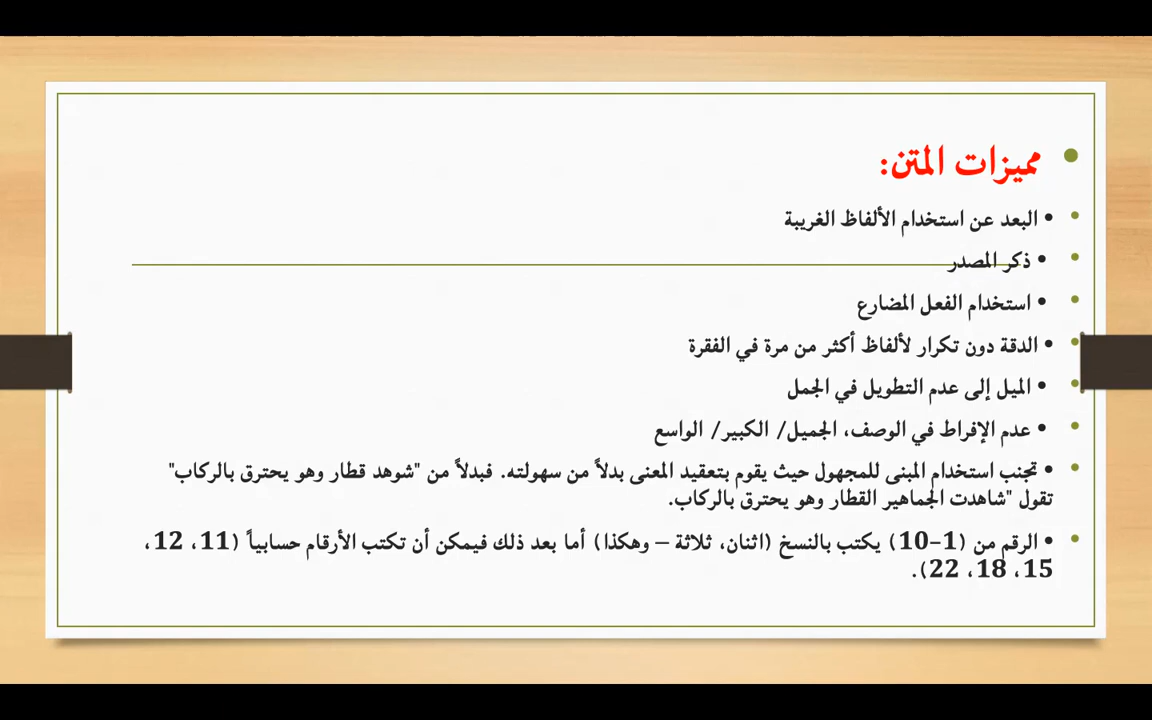 • مميزات المتن:
• • البعد عن استخدام الألفاظ الغريبة
• • ذكر المصدر
• • استخدام الفعل المضارع
• • الدقة دون تكرار لألفاظ أكثر من مرة في الفقرة
• • الميل إلى عدم التطويل في الجمل
• • عدم الإفراط في الوصف، الجميل/ الكبير/ الواسع
• • تجنب استخدام المبنى للمجهول حيث يقوم بتعقيد المعنى بدلاً من سهولته. فبدلاً من "شوهد قطار وهو يحترق بالركاب"
تقول "شاهدت الجماهير القطار وهو يحترق بالركاب.
• • الرقم من (1–10) يكتب بالنسخ (اثنان، ثلاثة – وهكذا) أما بعد ذلك فيمكن أن تكتب الأرقام حسابياً (11، 12،
15، 18، 22).